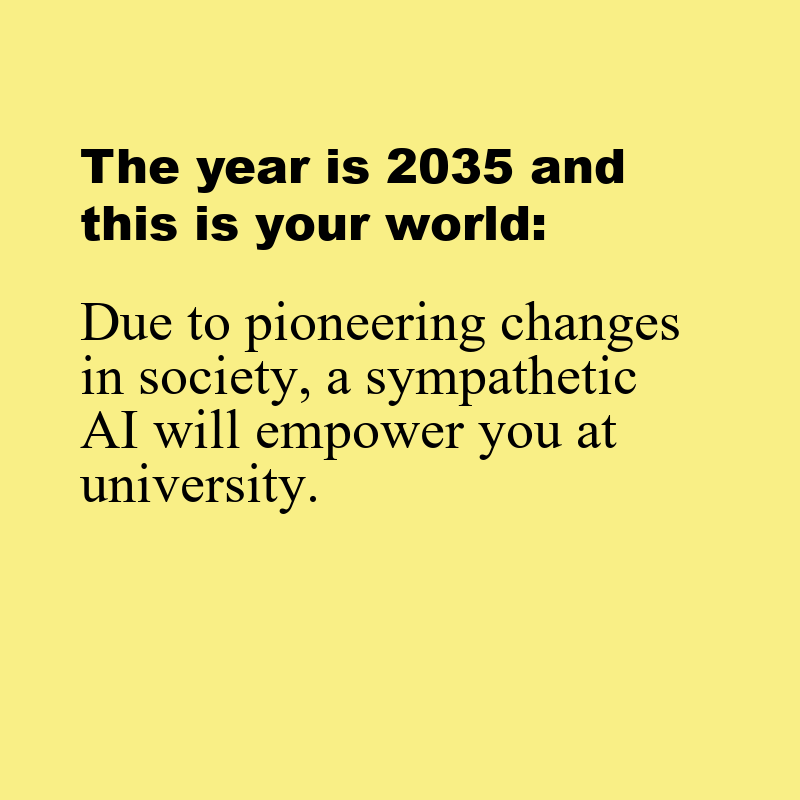 The year is 2035 and
this is your world:
Due to pioneering changes
in society, a sympathetic
AI will empower you at
university.